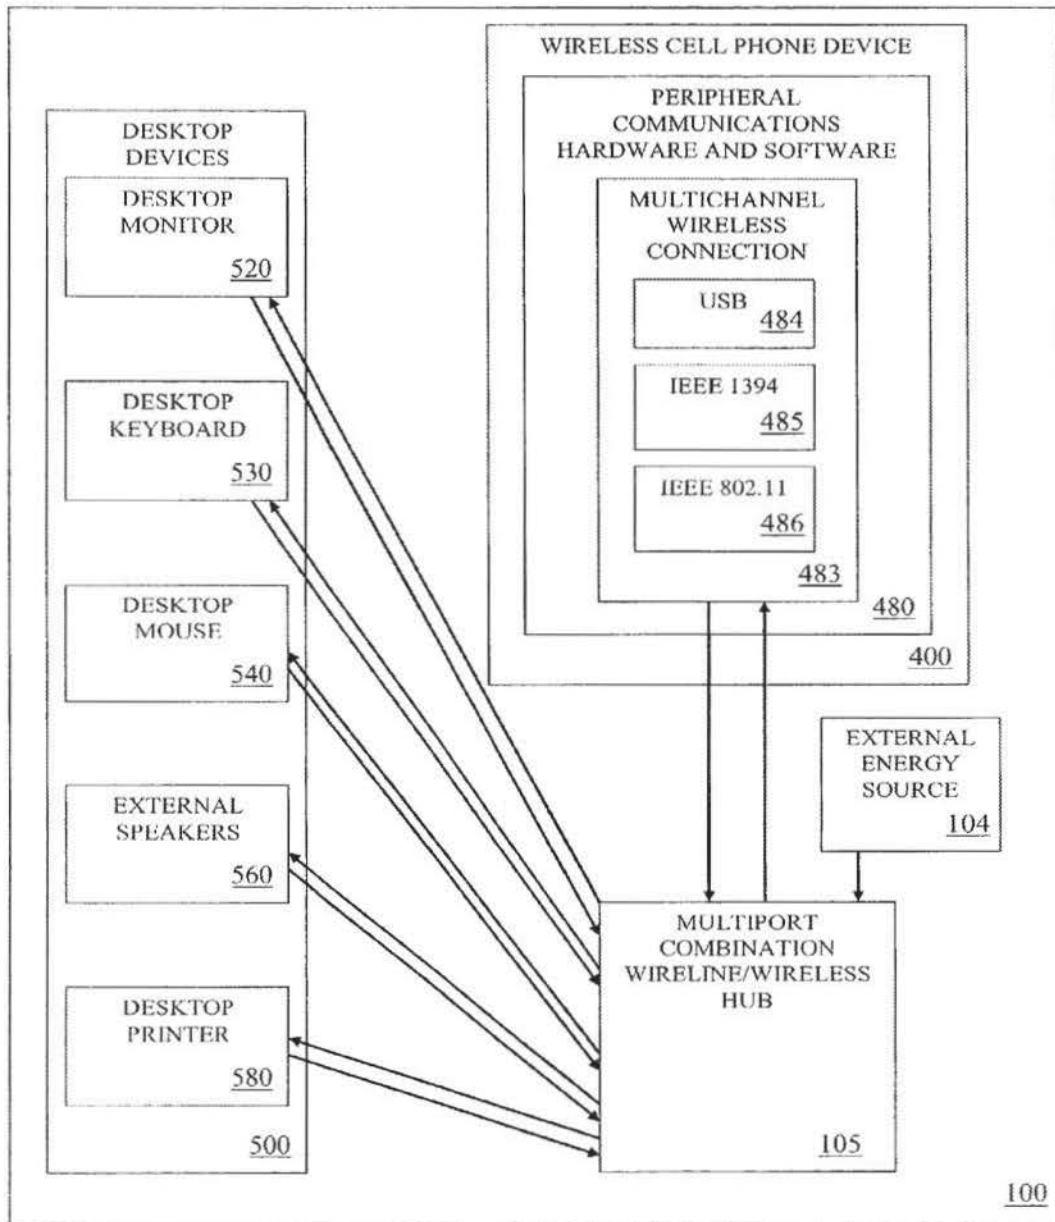 WIRELESS CELL PHONE DEVICE
PERIPHERAL
COMMUNICATIONS
HARDWARE AND SOFTWARE
MULTICHANNEL
WIRELESS
CONNECTION
USB
484
IEEE 1394
485
IEEE 802.11
486
483
480
400
DESKTOP
DEVICES
DESKTOP
MONITOR
520
DESKTOP
KEYBOARD
530
DESKTOP
MOUSE
540
EXTERNAL
SPEAKERS
560
DESKTOP
PRINTER
580
500
EXTERNAL
ENERGY
SOURCE
104
MULTIPORT
COMBINATION
WIRELINE/WIRELESS
HUB
105
100